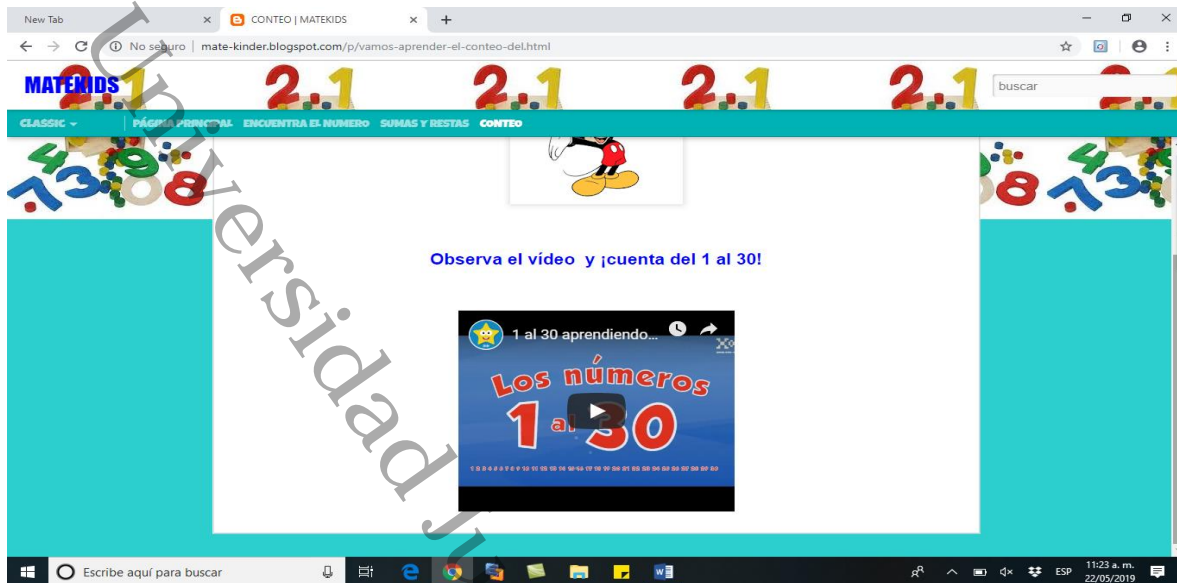 New Tab
CONTEO | MATEKIDS
No seguro | mate-kinder.blogspot.com/p/vamos-aprender-el-conteo-del.html
MATEKIDS
buscar
CLASSIC PÁGINA PRINCIPAL ENCUENTRA EL NUMERO SUMAS Y RESTAS CONTEO
Observa el vídeo y ¡cuenta del 1 al 30!
1 al 30 aprendiendo...
Los números
1 al 30
Universidad
Escribe aquí para buscar
ESP
11:23 a. m.
22/05/2019